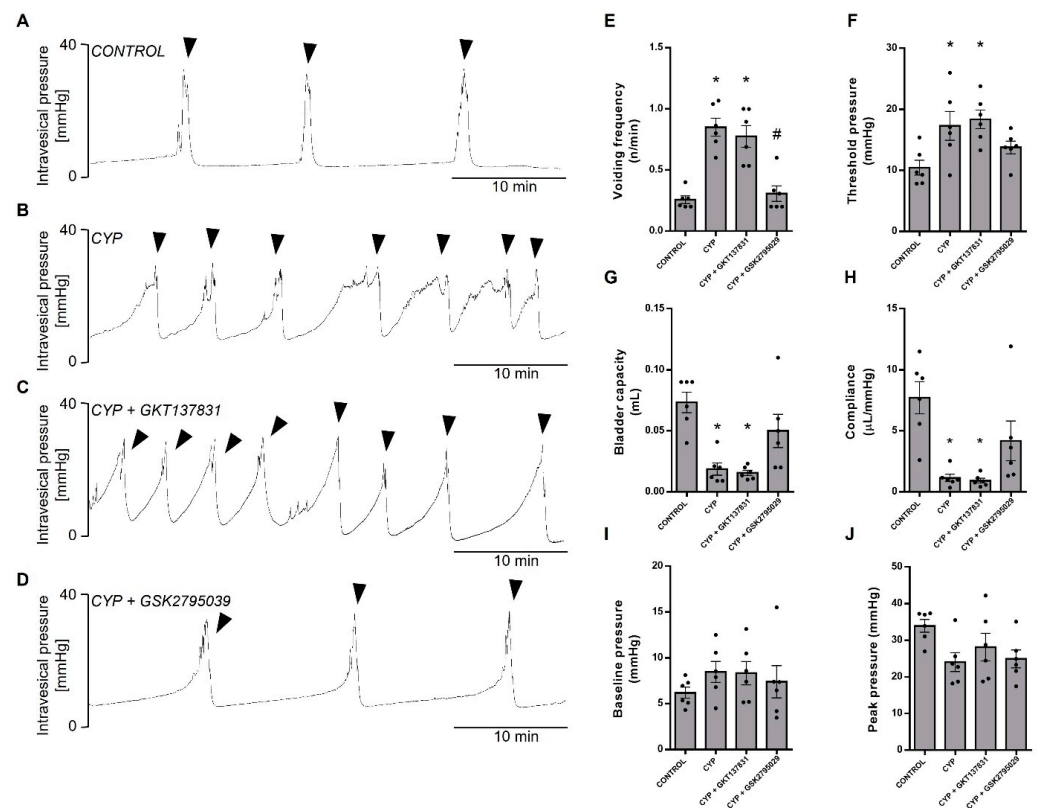 A
Intravesical pressure
[mmHg]
40
0
CONTROL
10 min
B
Intravesical pressure
[mmHg]
40
0
CYP
10 min
C
Intravesical pressure
[mmHg]
40
0
CYP + GKT137831
10 min
D
Intravesical pressure
[mmHg]
40
0
CYP + GSK2795039
10 min
E
Voiding frequency
(n/min)
1.5
1.0
0.5
0.0
*
*
#
CONTROL
CYP
CYP + GKT137831
CYP + GSK2795029
F
Threshold pressure
(mmHg)
30
20
10
0
*
*
CONTROL
CYP
CYP + GKT137831
CYP + GSK2795029
G
Bladder capacity
(mL)
0.15
0.10
0.05
0.00
*
*
CONTROL
CYP
CYP + GKT137831
CYP + GSK2795029
H
Compliance
(µL/mmHg)
15
10
5
0
*
*
CONTROL
CYP
CYP + GKT137831
CYP + GSK2795029
I
Baseline pressure
(mmHg)
20
15
10
5
0
CONTROL
CYP
CYP + GKT137831
CYP + GSK2795029
J
Peak pressure (mmHg)
50
40
30
20
10
0
CONTROL
CYP
CYP + GKT137831
CYP + GSK2795029